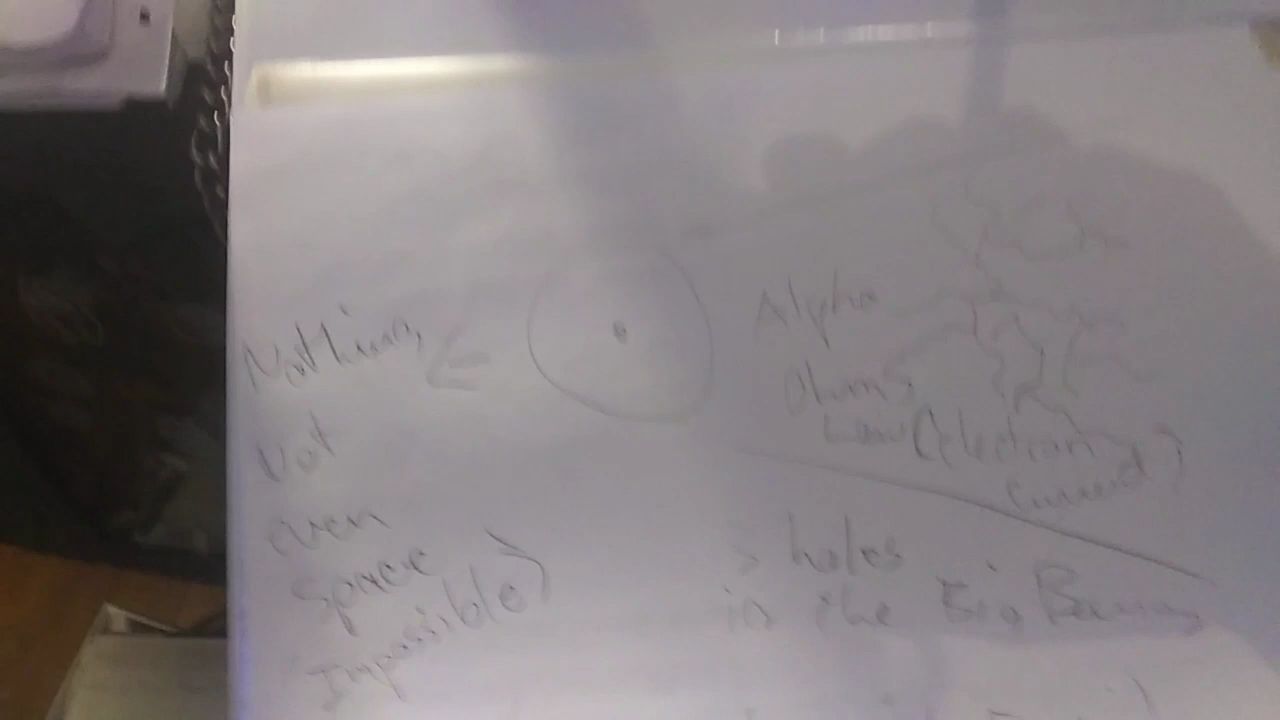 Nothing
Not
even
space
Impossible?
Alpha
Ohms
Law (electron
current)
> holes
in the Big Bang